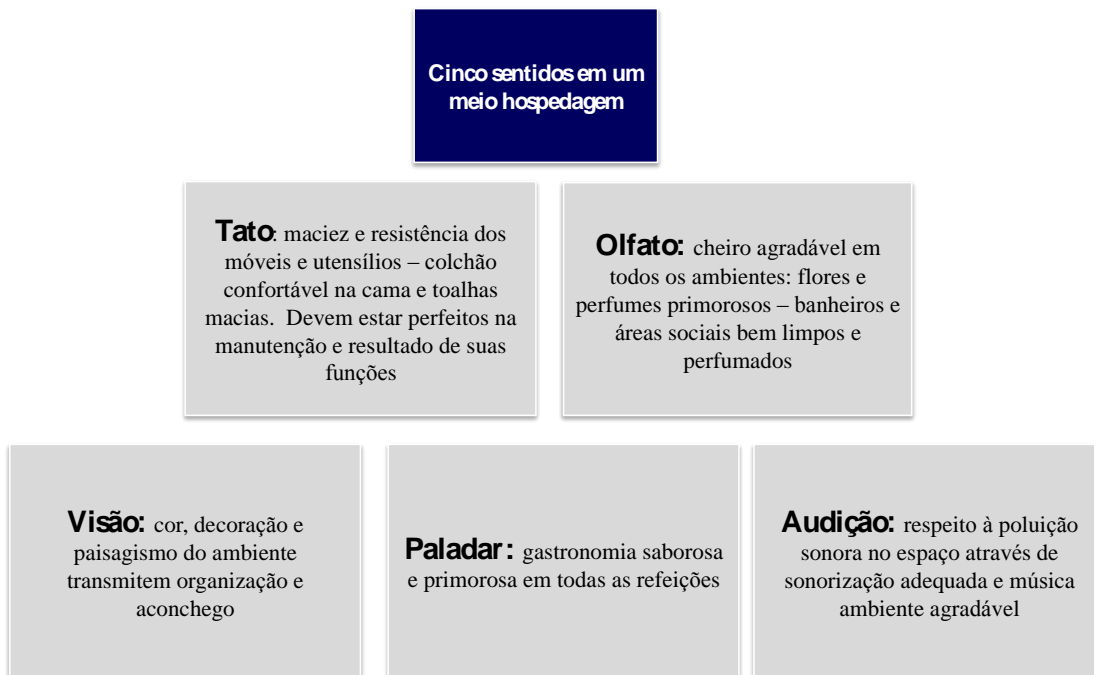 Cinco sentidos em um
meio hospedagem
Tato: maciez e resistência dos
móveis e utensílios – colchão
confortável na cama e toalhas
macias. Devem estar perfeitos na
manutenção e resultado de suas
funções
Olfato: cheiro agradável em
todos os ambientes: flores e
perfumes primorosos – banheiros e
áreas sociais bem limpos e
perfumados
Visão: cor, decoração e
paisagismo do ambiente
transmitem organização e
aconchego
Paladar: gastronomia saborosa
e primorosa em todas as refeições
Audição: respeito à poluição
sonora no espaço através de
sonorização adequada e música
ambiente agradável